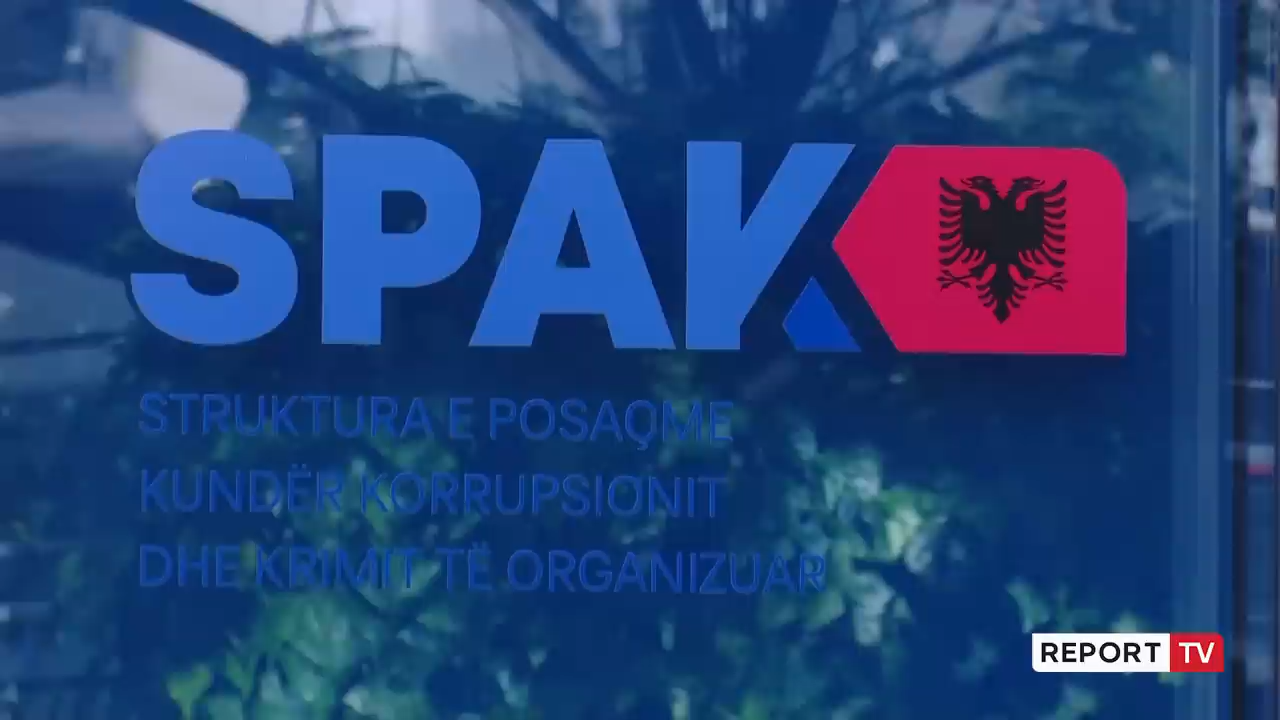 SPAK
STRUKTURA E POSAÇME
KUNDËR KORRUPSIONIT
DHE KRIMIT TË ORGANIZUAR
REPORT TV